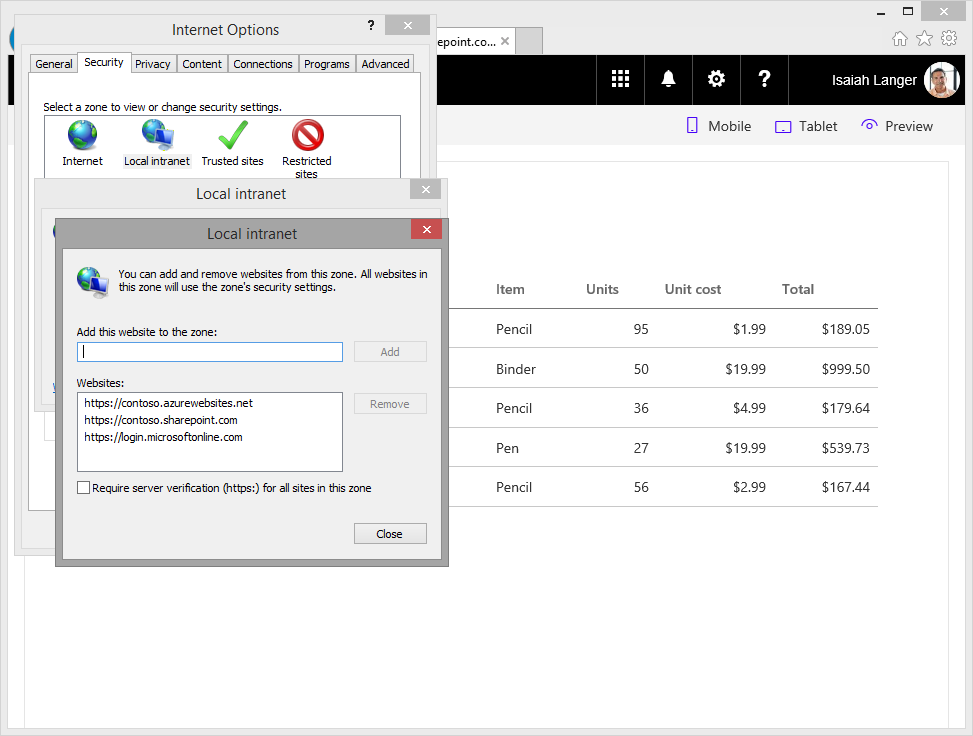 Internet Options
?
epoint.co...
General Security Privacy Content Connections Programs Advanced
Isaiah Langer
?
Select a zone to view or change security settings.
Internet Local intranet Trusted sites Restricted
sites
Mobile Tablet Preview
Local intranet
Local intranet
You can add and remove websites from this zone. All websites in
this zone will use the zone's security settings.
Add this website to the zone:
Add
Websites:
https://contoso.azurewebsites.net
https://contoso.sharepoint.com
https://login.microsoftonline.com
Remove
Require server verification (https:) for all sites in this zone
Close
Item Units Unit cost Total
Pencil 95 $1.99 $189.05
Binder 50 $19.99 $999.50
Pencil 36 $4.99 $179.64
Pen 27 $19.99 $539.73
Pencil 56 $2.99 $167.44